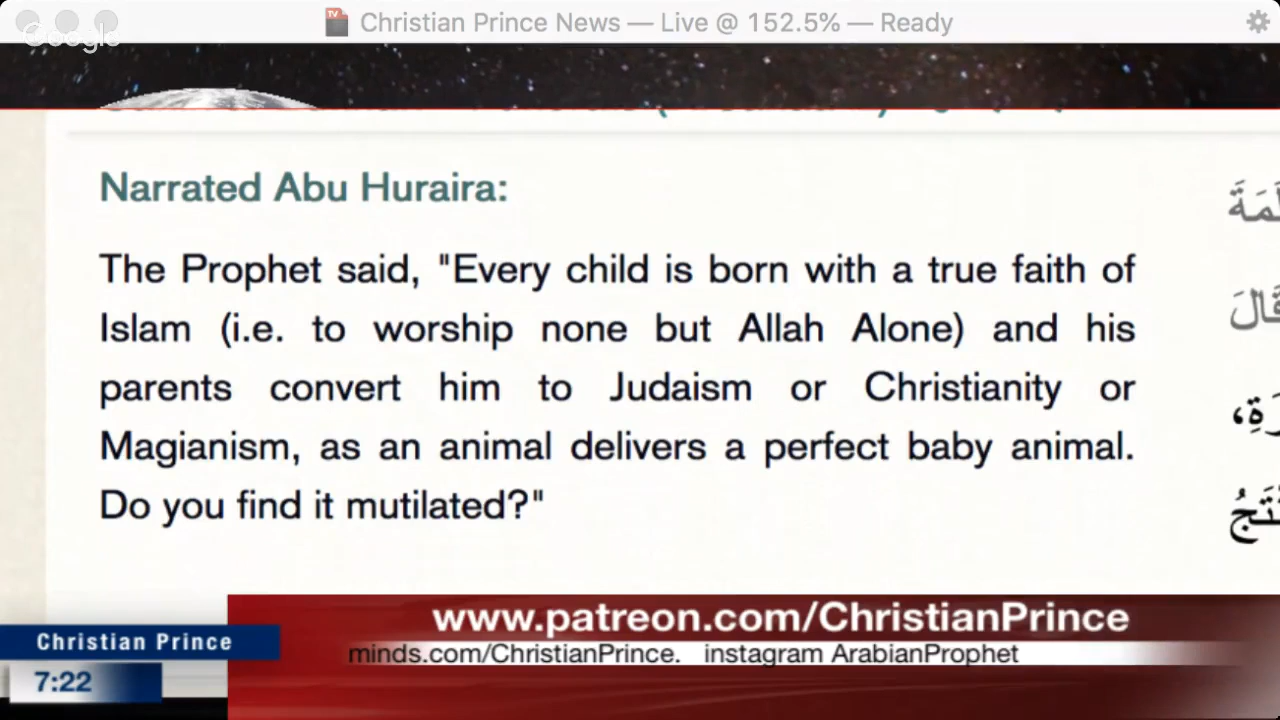 Christian Prince News — Live @ 152.5% — Ready
Google
Narrated Abu Huraira:
The Prophet said, "Every child is born with a true faith of
Islam (i.e. to worship none but Allah Alone) and his
parents convert him to Judaism or Christianity or
Magianism, as an animal delivers a perfect baby animal.
Do you find it mutilated?"
قَالَ
www.patreon.com/ChristianPrince
Christian Prince
minds.com/ChristianPrince. instagram ArabianProphet
7:22